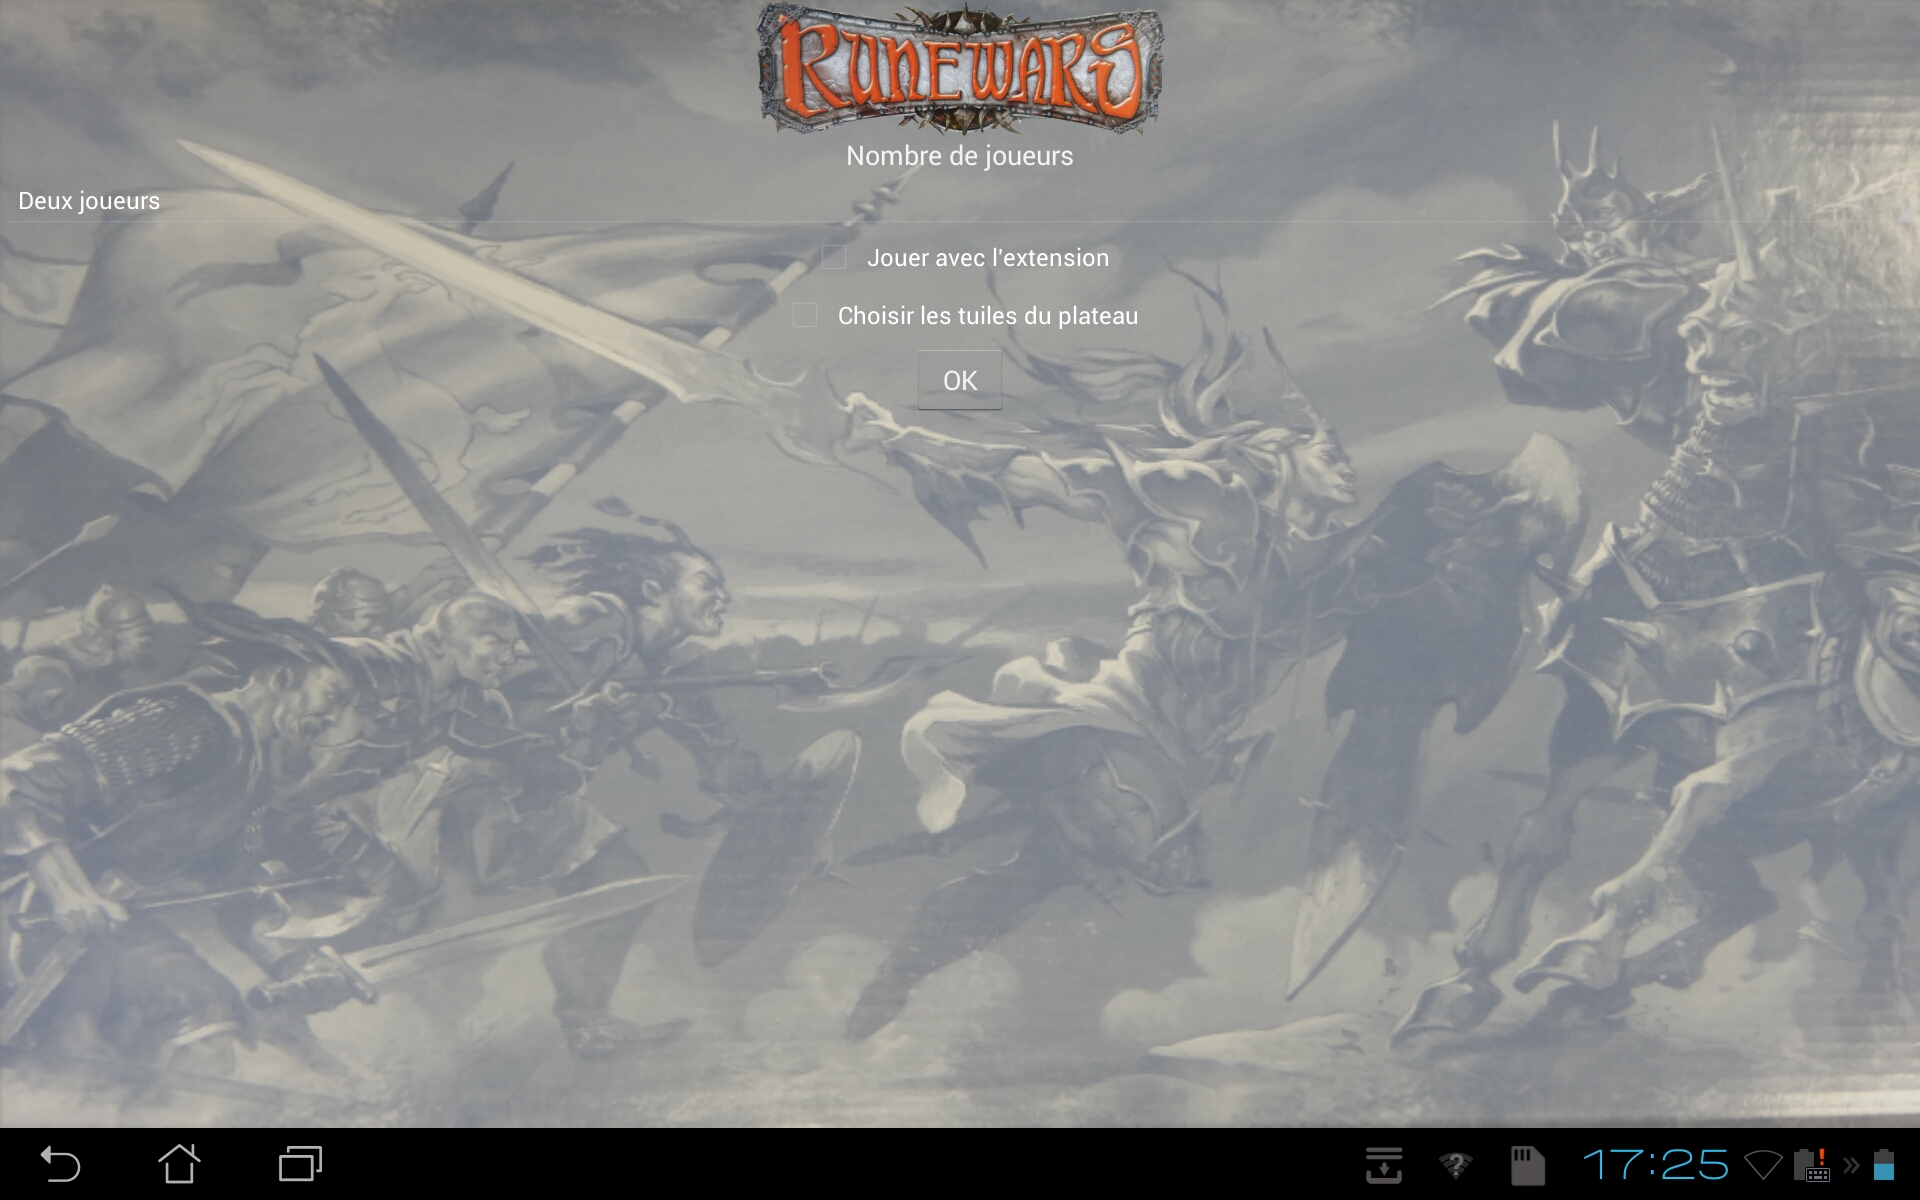 RUNEWARS
Nombre de joueurs
Deux joueurs
Jouer avec l'extension
Choisir les tuiles du plateau
OK
17:25